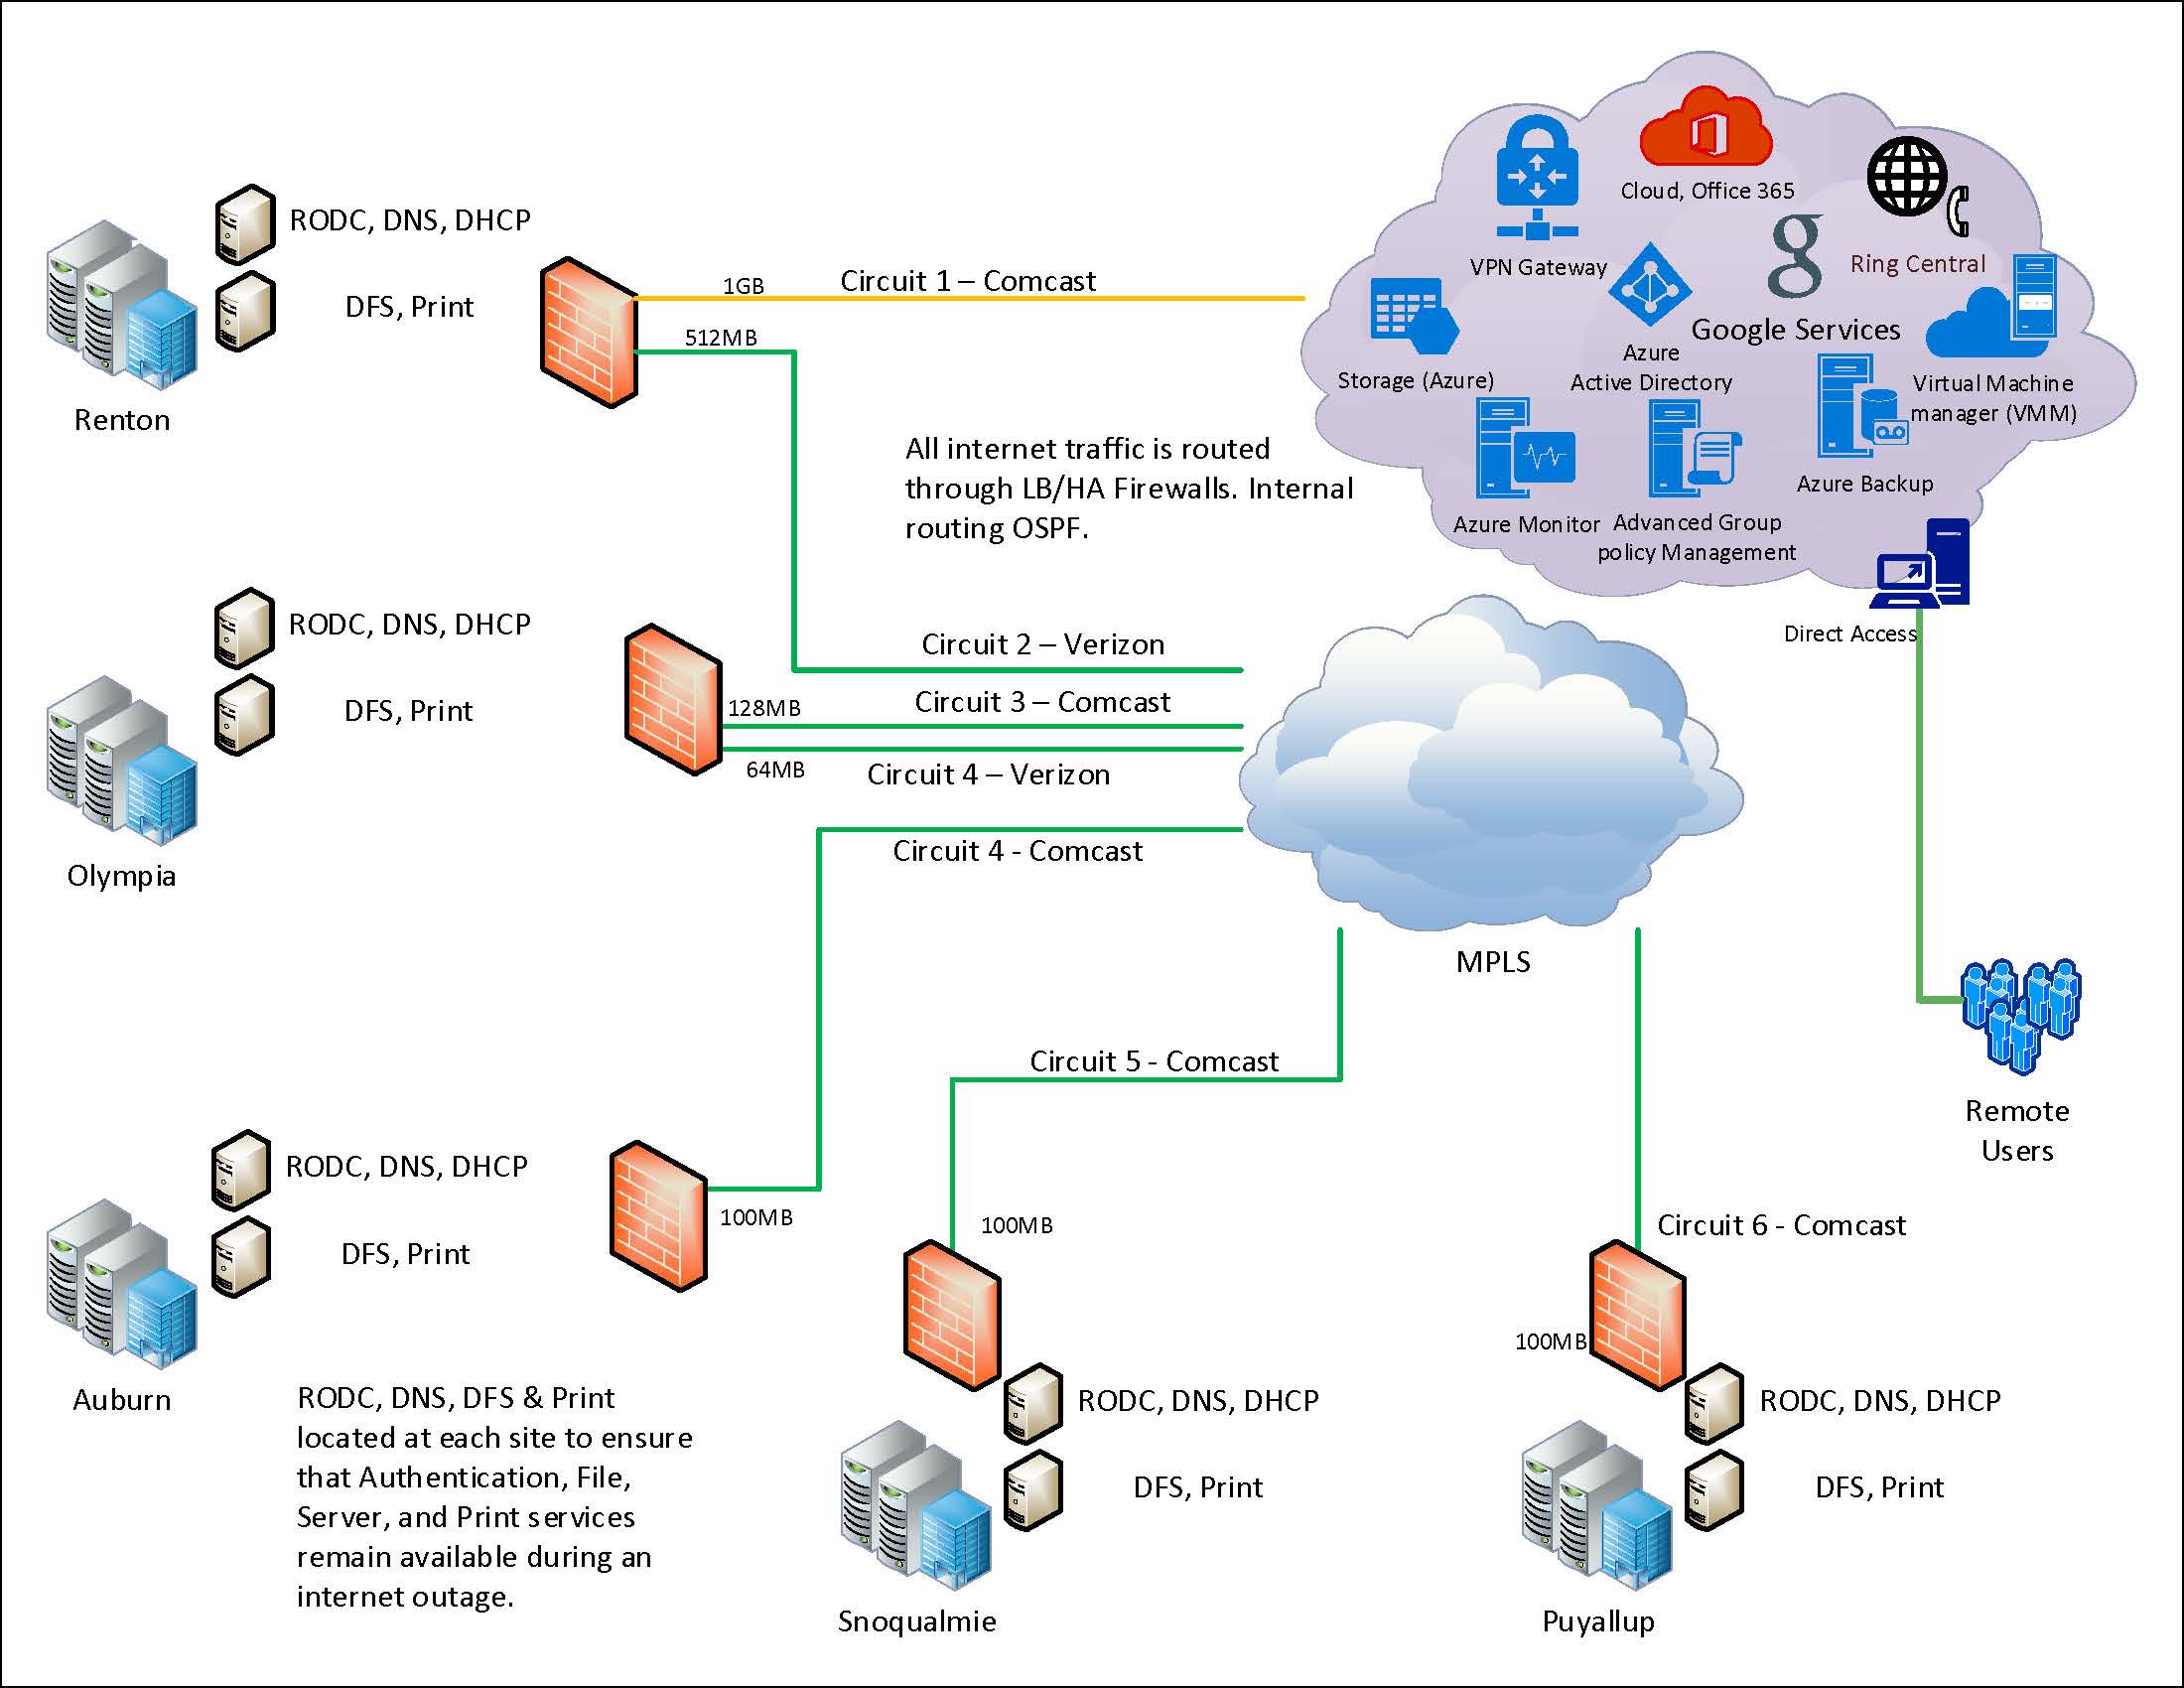 Cloud, Office 365
VPN Gateway
Ring Central
Google Services
Storage (Azure)
Azure
Active Directory
Virtual Machine
manager (VMM)
Azure Backup
Azure Monitor
Advanced Group
policy Management
Direct Access
RODC, DNS, DHCP
DFS, Print
Renton
1GB
Circuit 1 – Comcast
512MB
All internet traffic is routed
through LB/HA Firewalls. Internal
routing OSPF.
RODC, DNS, DHCP
DFS, Print
Olympia
Circuit 2 – Verizon
128MB
Circuit 3 – Comcast
64MB
Circuit 4 – Verizon
Circuit 4 - Comcast
MPLS
Circuit 5 - Comcast
Remote
Users
RODC, DNS, DHCP
DFS, Print
Auburn
100MB
100MB
Circuit 6 - Comcast
100MB
RODC, DNS, DFS & Print
located at each site to ensure
that Authentication, File,
Server, and Print services
remain available during an
internet outage.
RODC, DNS, DHCP
DFS, Print
Snoqualmie
RODC, DNS, DHCP
DFS, Print
Puyallup